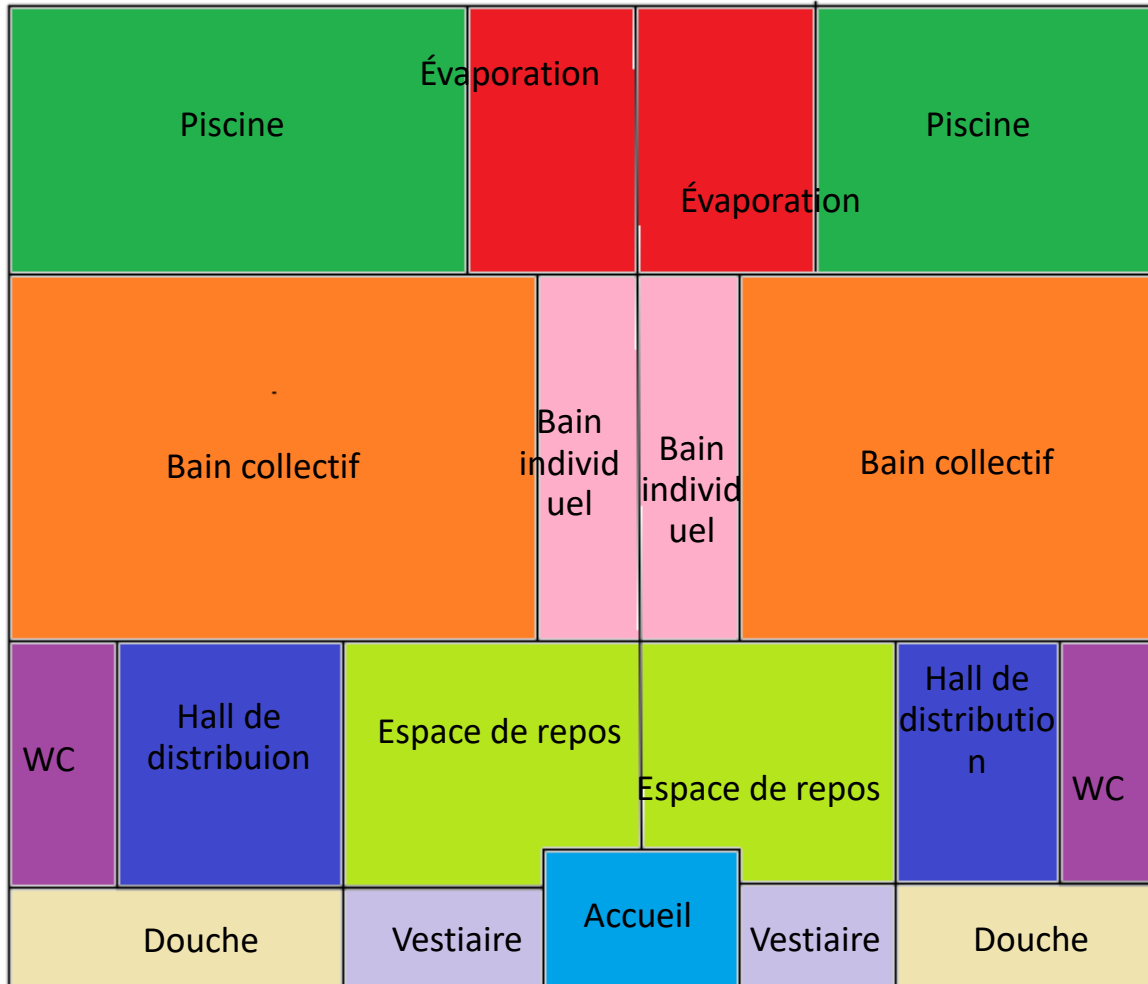 Évaporation
Piscine
Piscine
Évaporation
Bain collectif
Bain
individ
uel
Bain
individ
uel
Bain collectif
WC
Hall de
distribuion
Espace de repos
Espace de repos
Hall de
distributio
n
WC
Douche
Vestiaire
Accueil
Vestiaire
Douche